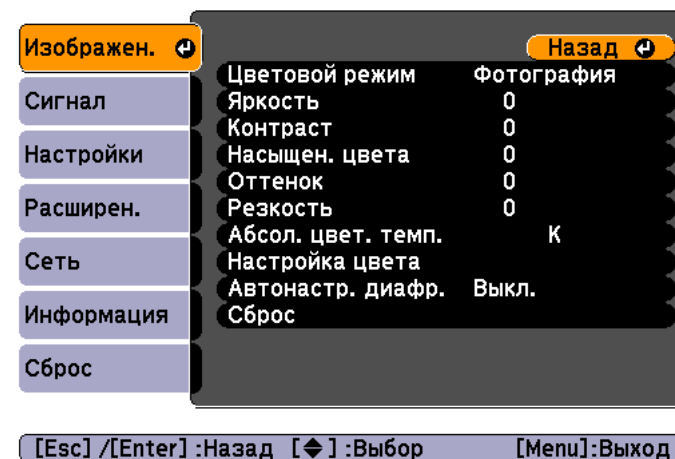 Изображен.
Назад
Цветовой режим Фотография
Яркость 0
Контраст 0
Насыщен. цвета 0
Оттенок 0
Резкость 0
Абсол. цвет. темп. K
Настройка цвета
Автонастр. диафр. Выкл.
Сброс
Сигнал
Настройки
Расширен.
Сеть
Информация
Сброс
[Esc] /[Enter] :Назад [◆] :Выбор [Menu]:Выход